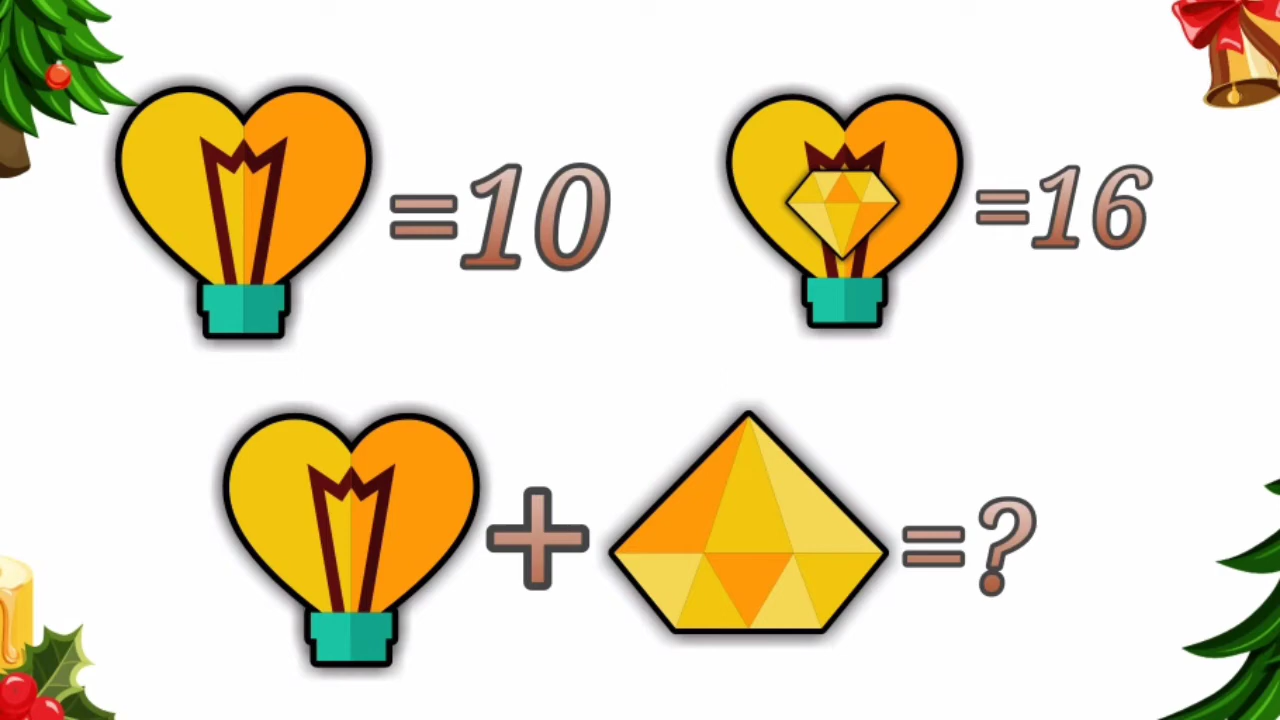 =10
=16
+ =?